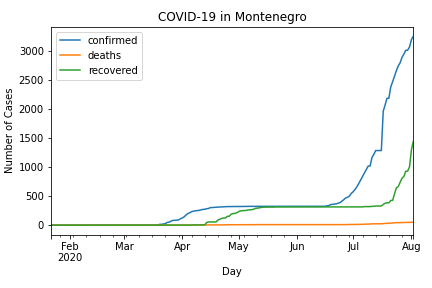 COVID-19 in Montenegro
confirmed
deaths
recovered
Number of Cases
3000
2500
2000
1500
1000
500
0
Feb
2020
Mar
Apr
May
Jun
Jul
Aug
Day